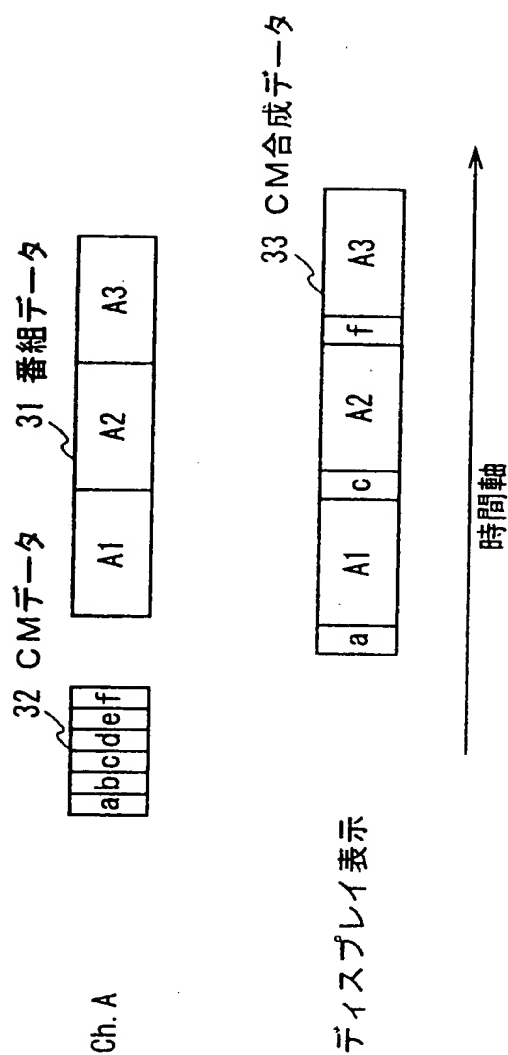 Ch. A
32 CMデータ
a b c d e f
31 番組データ
A1 A2 A3
ディスプレイ表示
33 CM合成データ
a A1 c A2 f A3
時間軸